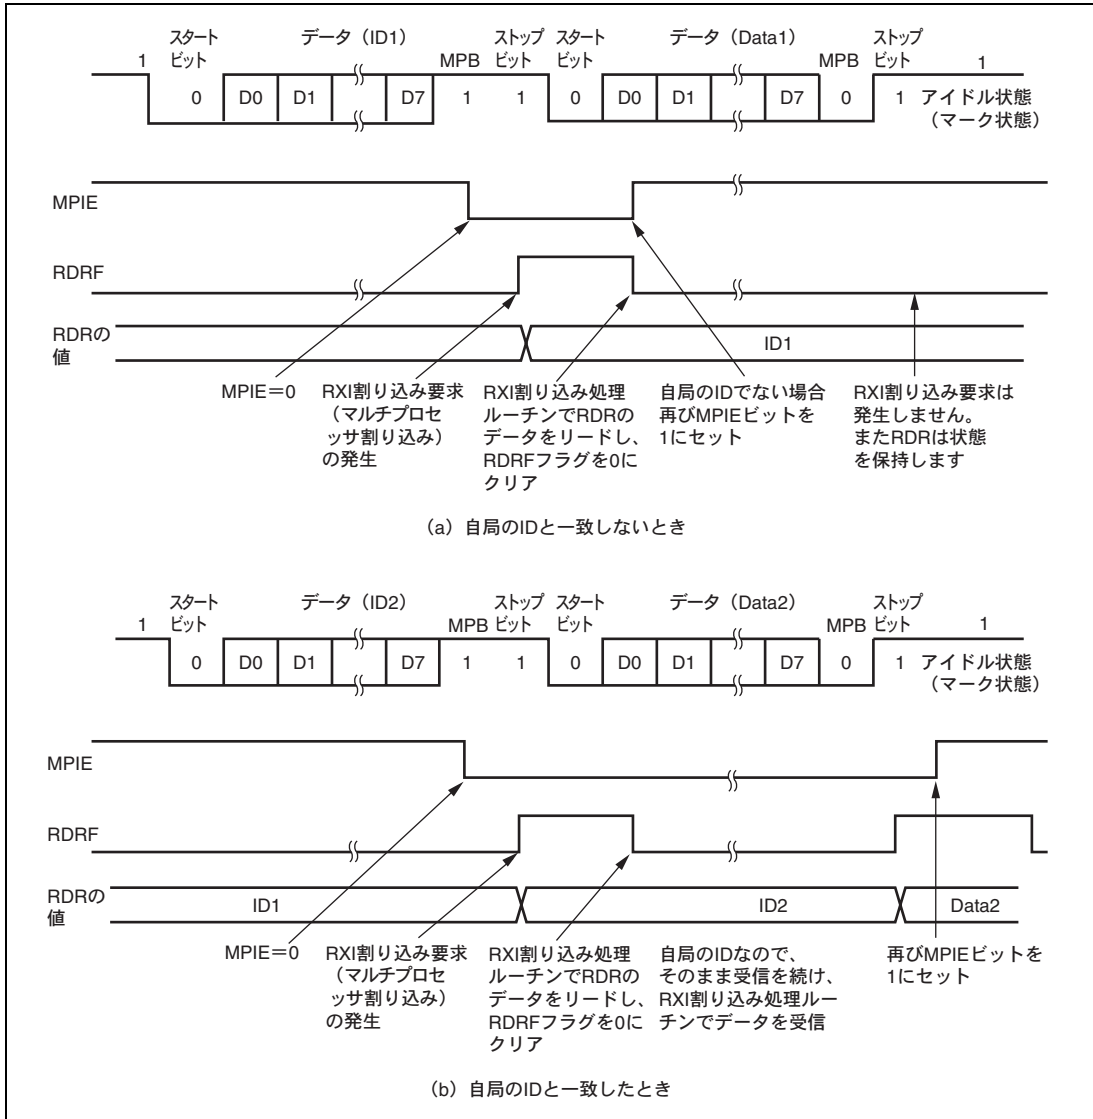 スタート データ（ID1） ストップ スタート データ（Data1） ストップ
1 ビット MPB ビット ビット MPB ビット 1
0 D0 D1 D7 1 1 0 D0 D1 D7 0 1 アイドル状態
（マーク状態）
MPIE
RDRF
RDRの
値
ID1
MPIE＝0
RXI割り込み要求
（マルチプロセ
ッサ割り込み）
の発生
RXI割り込み処理
ルーチンでRDRの
データをリードし、
RDRFフラグを0に
クリア
自局のIDでない場合
再びMPIEビットを
1にセット
RXI割り込み要求は
発生しません。
またRDRは状態
を保持します
（a）自局のIDと一致しないとき
スタート データ（ID2） ストップ スタート データ（Data2） ストップ
1 ビット MPB ビット ビット MPB ビット 1
0 D0 D1 D7 1 1 0 D0 D1 D7 0 1 アイドル状態
（マーク状態）
MPIE
RDRF
RDRの
値
ID1 ID2 Data2
MPIE＝0
RXI割り込み要求
（マルチプロセ
ッサ割り込み）
の発生
RXI割り込み処理
ルーチンでRDRの
データをリードし、
RDRFフラグを0に
クリア
自局のIDなので、
そのまま受信を続け、
RXI割り込み処理ルー
チンでデータを受信
再びMPIEビットを
1にセット
（b）自局のIDと一致したとき